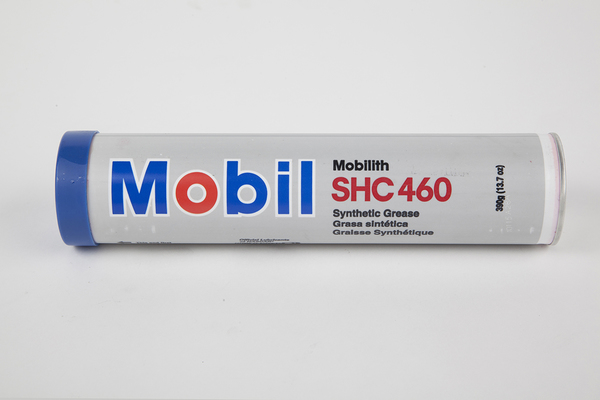 Mobil
Mobilith
SHC 460
Synthetic Grease
Grasa sintética
Graisse Synthétique
390g (13.7 oz)